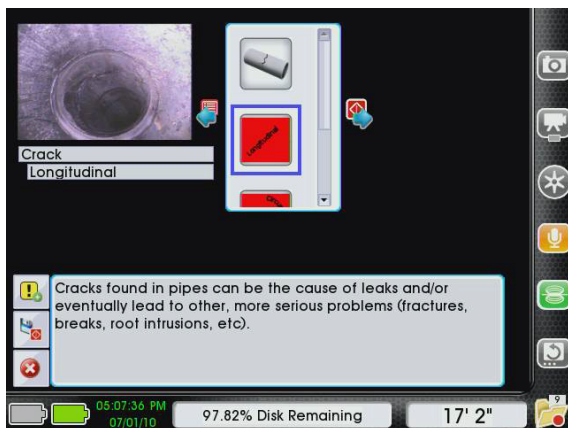 Crack
Longitudinal
Longitudinal
Cracks found in pipes can be the cause of leaks and/or
eventually lead to other, more serious problems (fractures,
breaks, root intrusions, etc).
05:07:36 PM
07/01/10
97.82% Disk Remaining
17' 2"
9